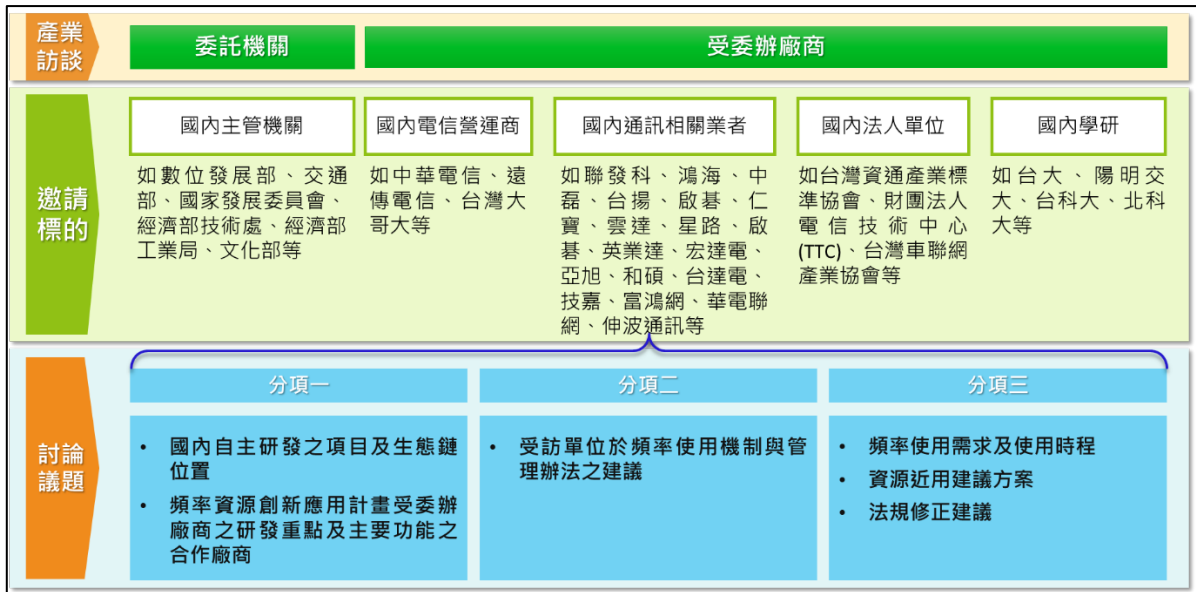 產業
訪談
委託機關
受委辦廠商
邀請
標的
國內主管機關
如數位發展部、交通
部、國家發展委員會、
經濟部技術處、經濟部
工業局、文化部等
國內電信營運商
如中華電信、遠
傳電信、台灣大
哥大等
國內通訊相關業者
如聯發科、鴻海、中
磊、台揚、啟碁、仁
寶、雲達、星路、啟
碁、英業達、宏達電、
亞旭、和碩、台達電、
技嘉、富鴻網、華電聯
網、伸波通訊等
國內法人單位
如台灣資通產業標
準協會、財團法人
電信技術中心
(TTC)、台灣車聯網
產業協會等
國內學研
如台大、陽明交
大、台科大、北科
大等
討論
議題
分項一
• 國內自主研發之項目及生態鏈
位置
• 頻率資源創新應用計畫受委辦
廠商之研發重點及主要功能之
合作廠商
分項二
• 受訪單位於頻率使用機制與管
理辦法之建議
分項三
• 頻率使用需求及使用時程
• 資源近用建議方案
• 法規修正建議